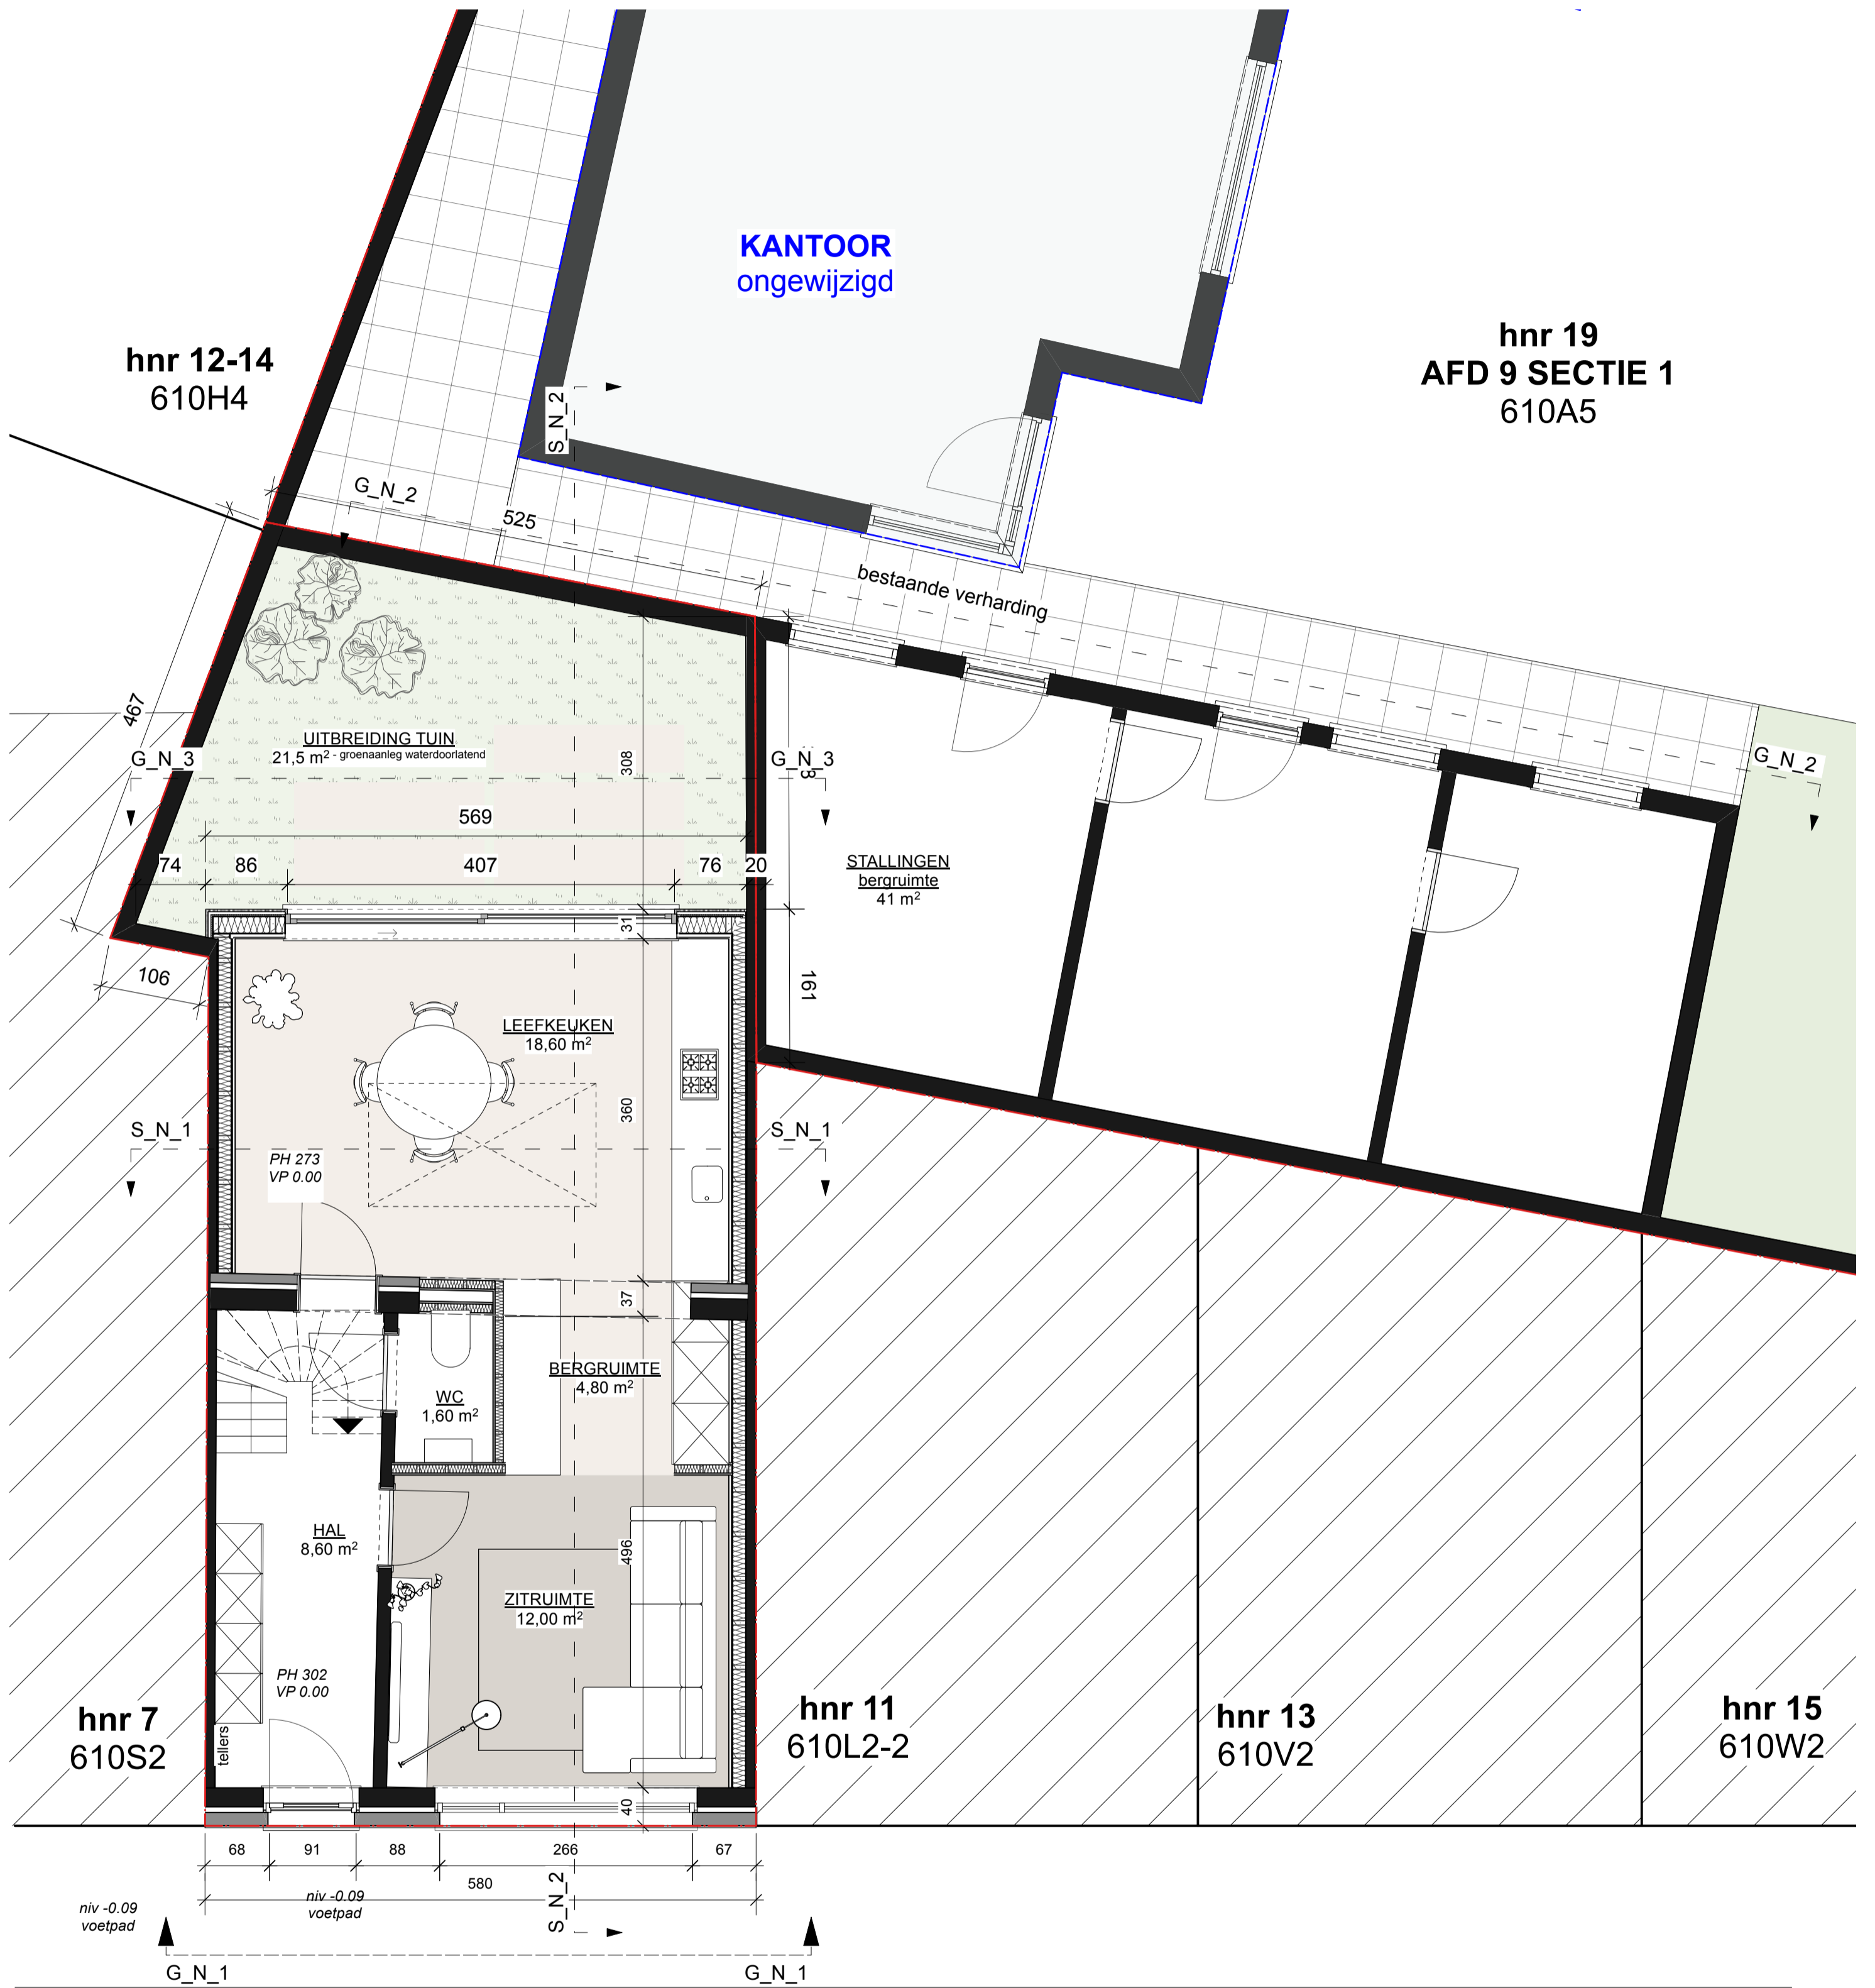 KANTOOR
ongewijzigd
hnr 12-14
610H4
hnr 19
AFD 9 SECTIE 1
610A5
S_N_2
G_N_2
525
bestaande verharding
467
UITBREIDING TUIN
21,5 m² - groenaanleg waterdoorlatend
308
G_N_3
G_N_3
G_N_2
569
74
86
407
76
20
STALLINGEN
bergruimte
41 m²
31
106
161
LEEFKEUKEN
18,60 m²
360
S_N_1
S_N_1
PH 273
VP 0.00
37
BERGRUIMTE
4,80 m²
WC
1,60 m²
HAL
8,60 m²
496
ZITRUIMTE
12,00 m²
PH 302
VP 0.00
tellers
hnr 7
610S2
hnr 11
610L2-2
hnr 13
610V2
hnr 15
610W2
40
68
91
88
266
67
580
niv -0.09
voetpad
niv -0.09
voetpad
S_N_2
G_N_1
G_N_1